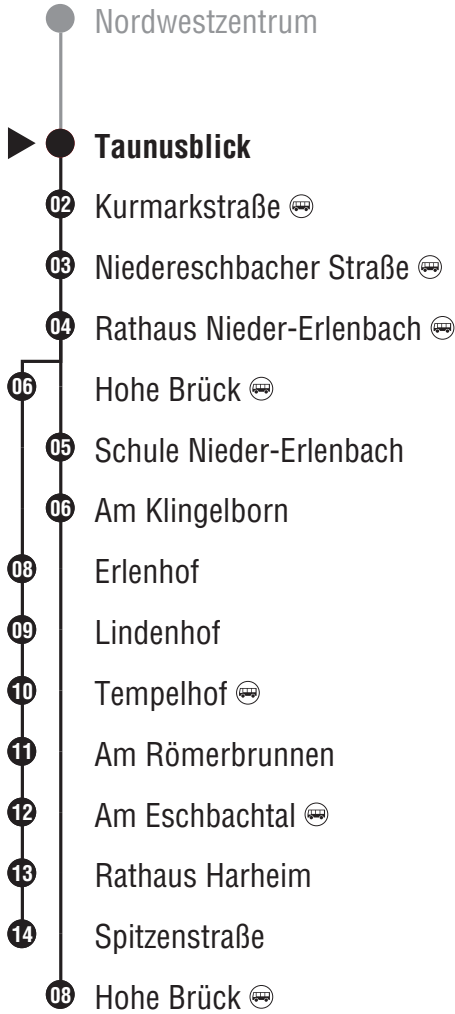 Nordwestzentrum
Taunusblick
02 Kurmarkstraße
03 Niedereschbacher Straße
04 Rathaus Nieder-Erlenbach
06 Hohe Brück
05 Schule Nieder-Erlenbach
06 Am Klingelborn
08 Erlenhof
09 Lindenhof
10 Tempelhof
11 Am Römerbrunnen
12 Am Eschbachtal
13 Rathaus Harheim
14 Spitzenstraße
08 Hohe Brück